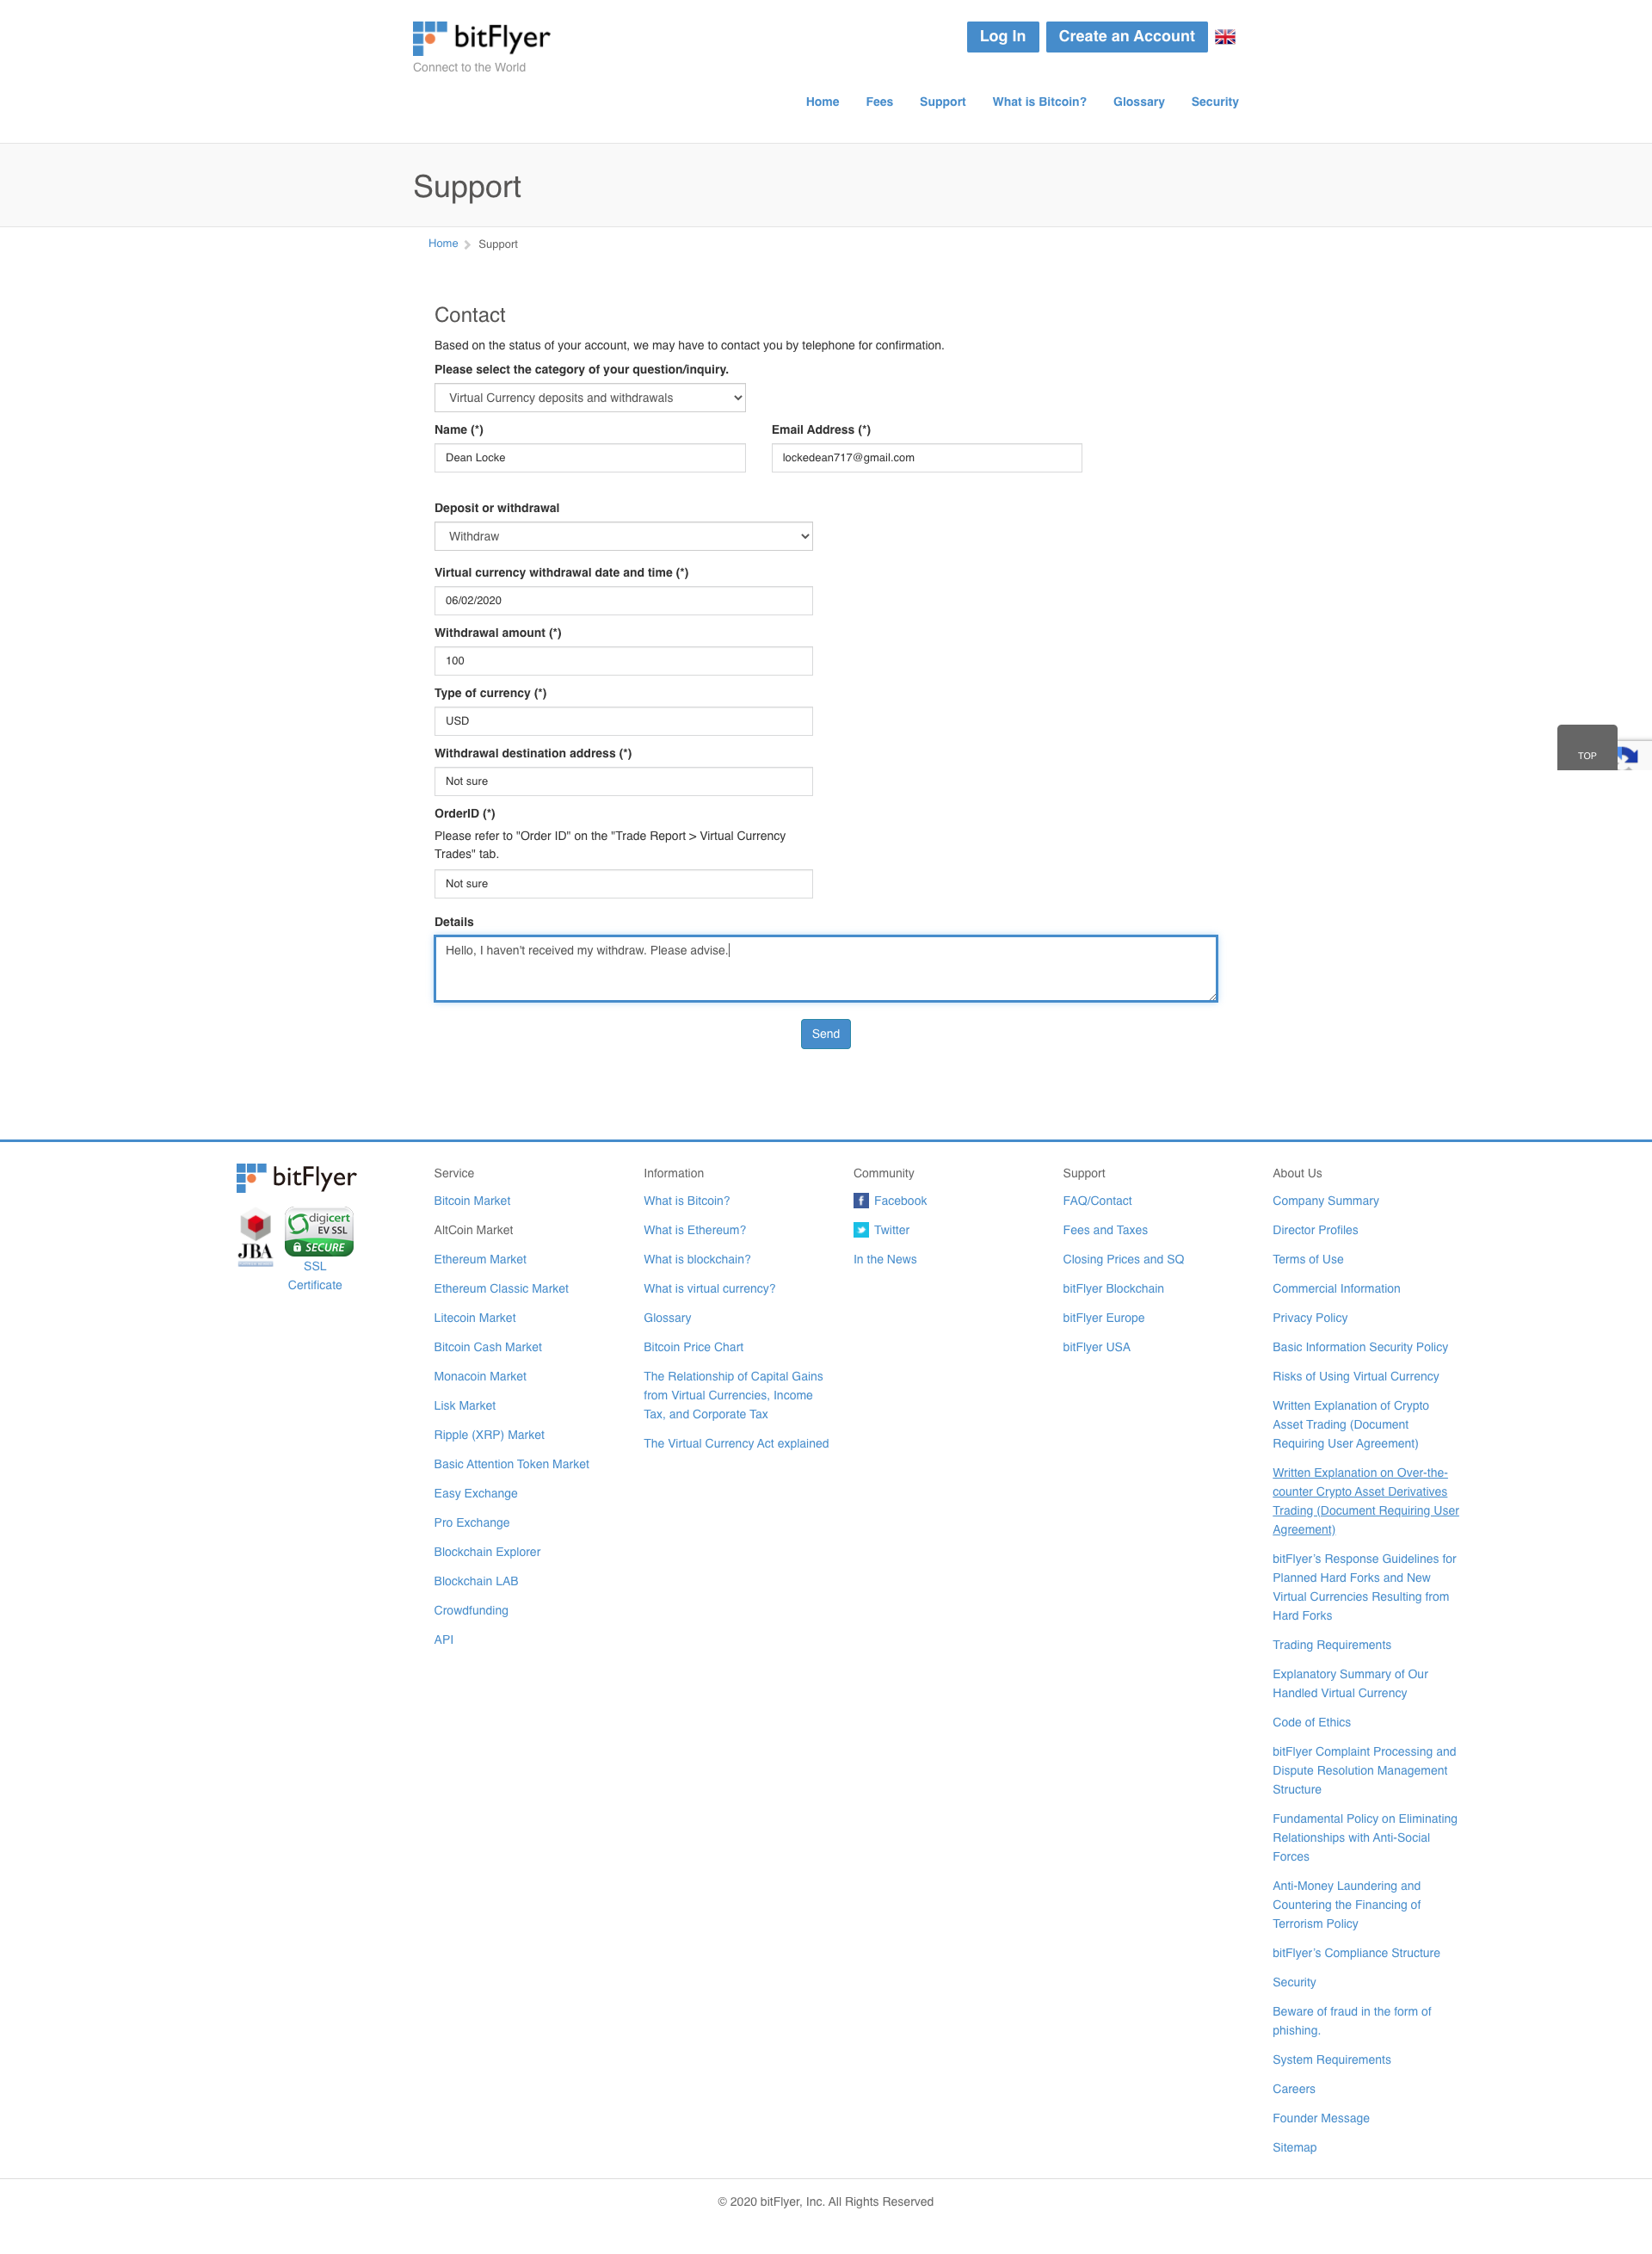 bitFlyer
Connect to the World
Log In
Create an Account
Home
Fees
Support
What is Bitcoin?
Glossary
Security
Support
Home
Support
Contact
Based on the status of your account, we may have to contact you by telephone for confirmation.
Please select the category of your question/inquiry.
Virtual Currency deposits and withdrawals
Name (*)
Email Address (*)
Dean Locke
lockedean717@gmail.com
Deposit or withdrawal
Withdraw
Virtual currency withdrawal date and time (*)
06/02/2020
Withdrawal amount (*)
100
Type of currency (*)
USD
Withdrawal destination address (*)
Not sure
OrderID (*)
Please refer to "Order ID" on the "Trade Report > Virtual Currency
Trades" tab.
Not sure
Details
Hello, I haven't received my withdraw. Please advise.
Send
TOP
bitFlyer
JBA
digicert
EV SSL
SECURE
SSL
Certificate
Service
Bitcoin Market
AltCoin Market
Ethereum Market
Ethereum Classic Market
Litecoin Market
Bitcoin Cash Market
Monacoin Market
Lisk Market
Ripple (XRP) Market
Basic Attention Token Market
Easy Exchange
Pro Exchange
Blockchain Explorer
Blockchain LAB
Crowdfunding
API
Information
What is Bitcoin?
What is Ethereum?
What is blockchain?
What is virtual currency?
Glossary
Bitcoin Price Chart
The Relationship of Capital Gains
from Virtual Currencies, Income
Tax, and Corporate Tax
The Virtual Currency Act explained
Community
Facebook
Twitter
In the News
Support
FAQ/Contact
Fees and Taxes
Closing Prices and SQ
bitFlyer Blockchain
bitFlyer Europe
bitFlyer USA
About Us
Company Summary
Director Profiles
Terms of Use
Commercial Information
Privacy Policy
Basic Information Security Policy
Risks of Using Virtual Currency
Written Explanation of Crypto
Asset Trading (Document
Requiring User Agreement)
Written Explanation on Over-the-
counter Crypto Asset Derivatives
Trading (Document Requiring User
Agreement)
bitFlyer's Response Guidelines for
Planned Hard Forks and New
Virtual Currencies Resulting from
Hard Forks
Trading Requirements
Explanatory Summary of Our
Handled Virtual Currency
Code of Ethics
bitFlyer Complaint Processing and
Dispute Resolution Management
Structure
Fundamental Policy on Eliminating
Relationships with Anti-Social
Forces
Anti-Money Laundering and
Countering the Financing of
Terrorism Policy
bitFlyer's Compliance Structure
Security
Beware of fraud in the form of
phishing.
System Requirements
Careers
Founder Message
Sitemap
© 2020 bitFlyer, Inc. All Rights Reserved